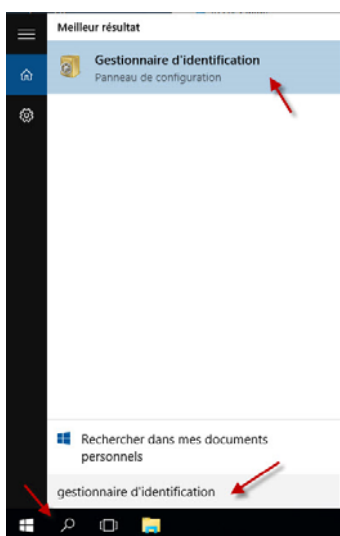 Meilleur résultat
Gestionnaire d'identification
Panneau de configuration
Rechercher dans mes documents
personnels
gestionnaire d'identification